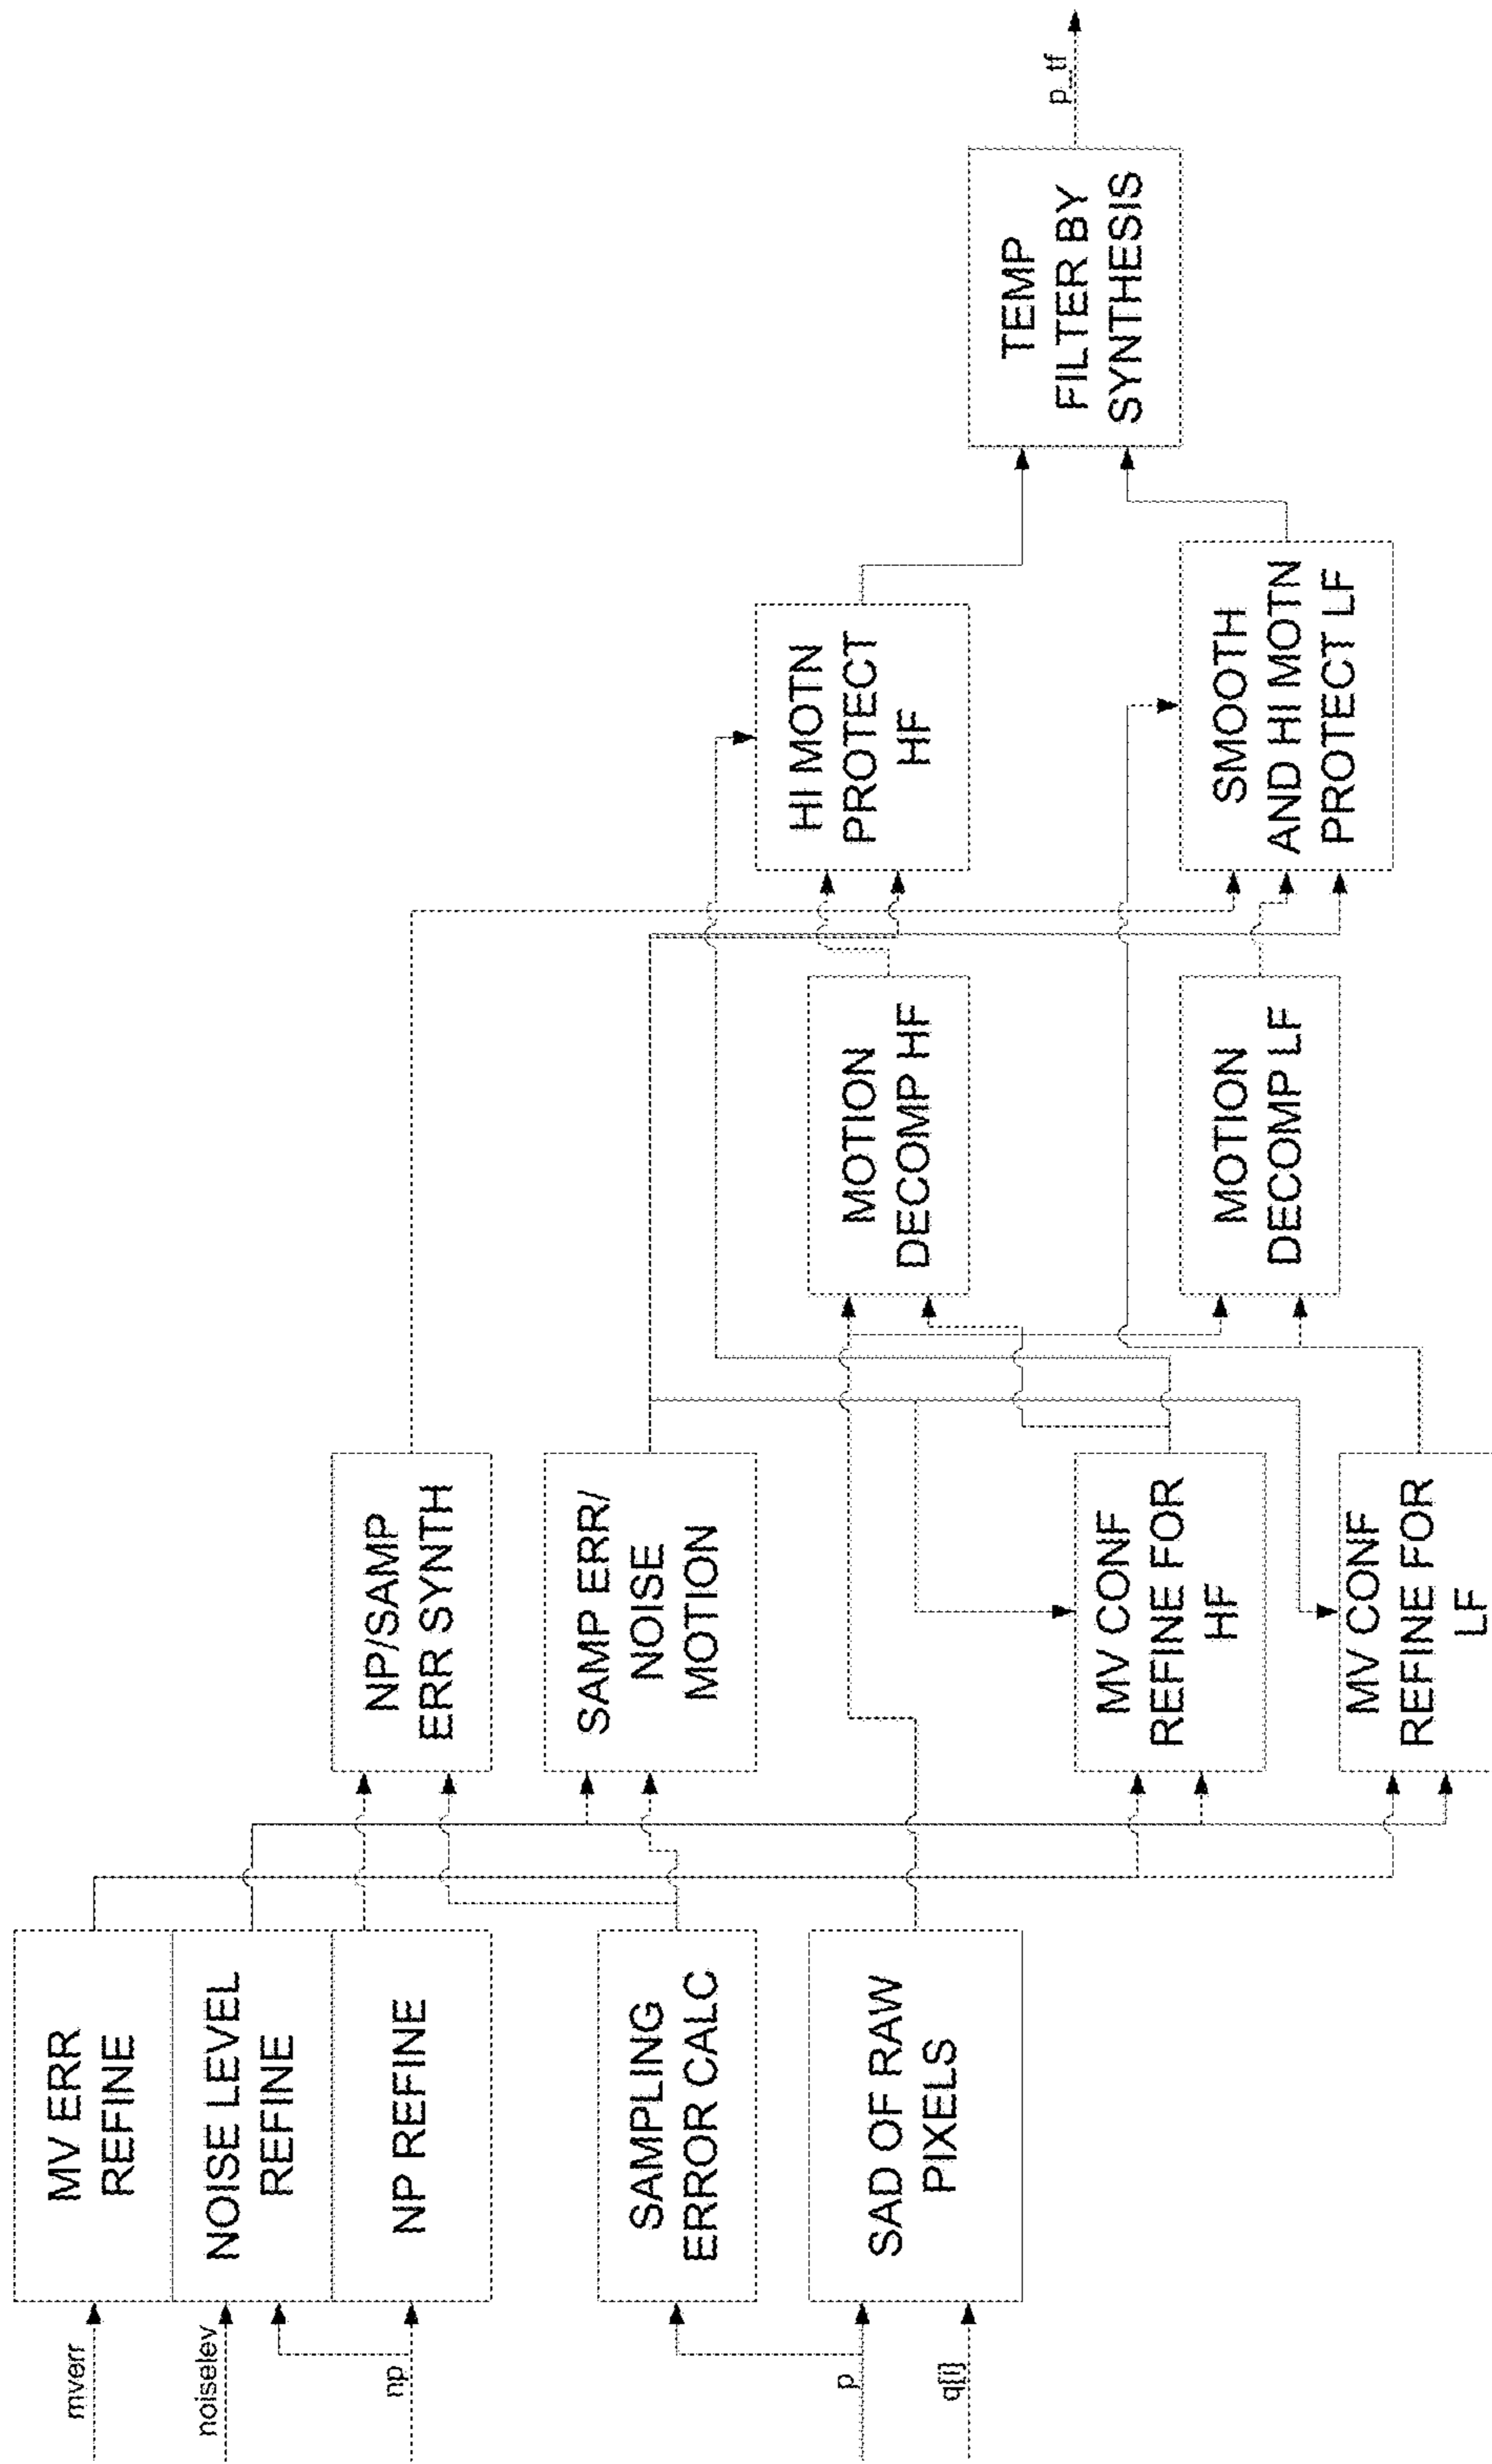 mverr
noiselev
np
p
q[i]
MV ERR
REFINE
NOISE LEVEL
REFINE
NP REFINE
SAMPLING
ERROR CALC
SAD OF RAW
PIXELS
NP/SAMP
ERR SYNTH
SAMP ERR/
NOISE
MOTION
MV CONF
REFINE FOR
HF
MV CONF
REFINE FOR
LF
MOTION
DECOMP HF
MOTION
DECOMP LF
HI MOTN
PROTECT
HF
SMOOTH
AND HI MOTN
PROTECT LF
TEMP
FILTER BY
SYNTHESIS
p_tf